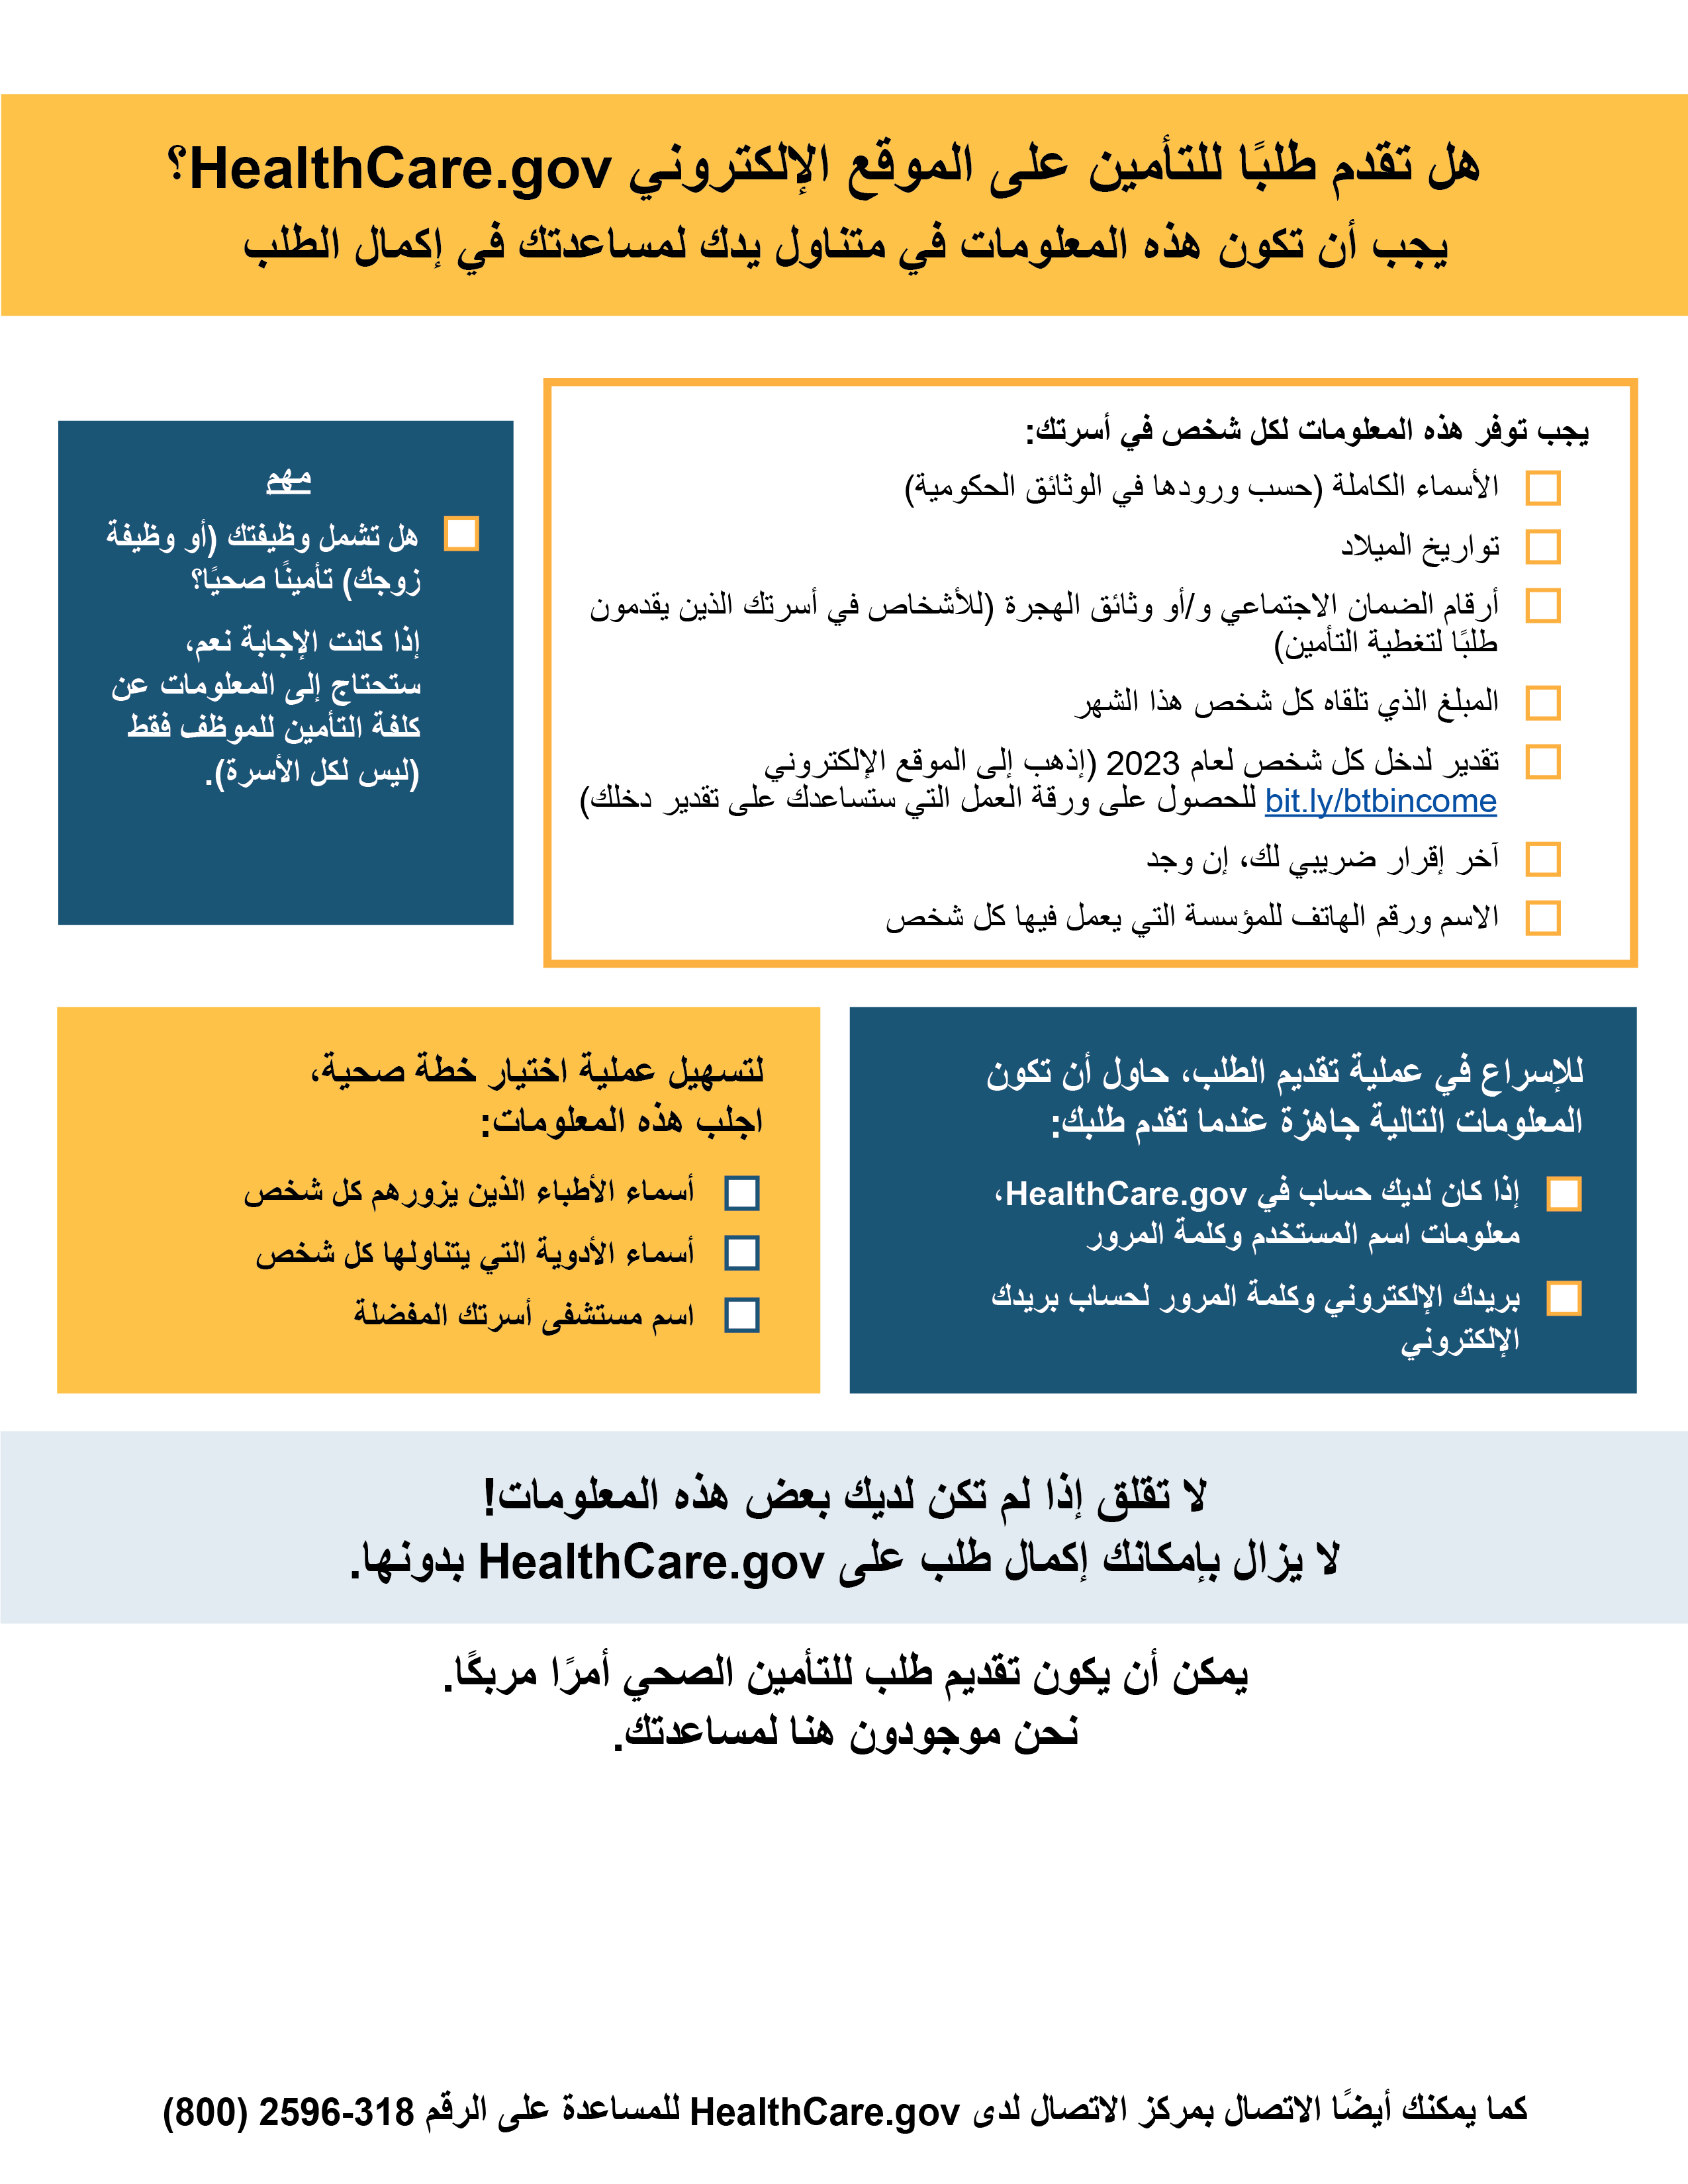 هل تقدم طلبًا للتأمين على الموقع الإلكتروني HealthCare.gov؟
يجب أن تكون هذه المعلومات في متناول يدك لمساعدتك في إكمال الطلب
يجب توفر هذه المعلومات لكل شخص في أسرتك:
الأسماء الكاملة (حسب ورودها في الوثائق الحكومية)
تواريخ الميلاد
أرقام الضمان الاجتماعي و/أو وثائق الهجرة (للأشخاص في أسرتك الذين يقدمون
طلبًا لتغطية التأمين)
المبلغ الذي تلقاه كل شخص هذا الشهر
تقدير لدخل كل شخص لعام 2023 (إذهب إلى الموقع الإلكتروني
bit.ly/btbincome للحصول على ورقة العمل التي ستساعدك على تقدير دخلك)
آخر إقرار ضريبي لك، إن وجد
الاسم ورقم الهاتف للمؤسسة التي يعمل فيها كل شخص
مهم
هل تشمل وظيفتك (أو وظيفة
زوجك) تأمينًا صحيًا؟
إذا كانت الإجابة نعم،
ستحتاج إلى المعلومات عن
كلفة التأمين للموظف فقط
(ليس لكل الأسرة).
للإسراع في عملية تقديم الطلب، حاول أن تكون
المعلومات التالية جاهزة عندما تقدم طلبك:
إذا كان لديك حساب في HealthCare.gov،
معلومات اسم المستخدم وكلمة المرور
بريدك الإلكتروني وكلمة المرور لحساب بريدك
الإلكتروني
لتسهيل عملية اختيار خطة صحية،
اجلب هذه المعلومات:
أسماء الأطباء الذين يزورهم كل شخص
أسماء الأدوية التي يتناولها كل شخص
اسم مستشفى أسرتك المفضلة
لا تقلق إذا لم تكن لديك بعض هذه المعلومات!
لا يزال بإمكانك إكمال طلب على HealthCare.gov بدونها.
يمكن أن يكون تقديم طلب للتأمين الصحي أمرًا مربكًا.
نحن موجودون هنا لمساعدتك.
كما يمكنك أيضًا الاتصال بمركز الاتصال لدى HealthCare.gov للمساعدة على الرقم 318-2596 (800)